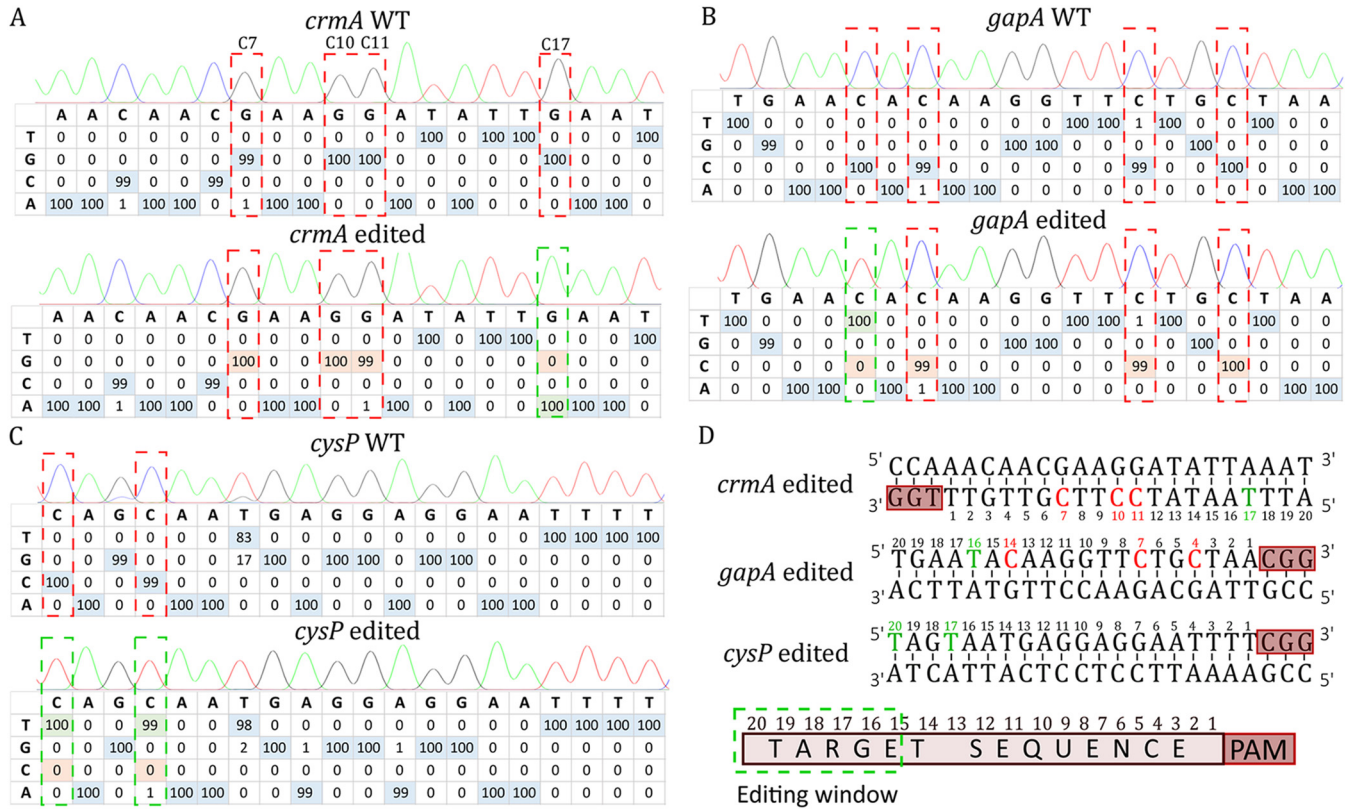 A
crmA WT
C7 C10 C11 C17
A A C A A C G A A G G A T A T T G A A T
T 0 0 0 0 0 0 0 0 0 0 0 0 100 0 100 100 0 0 0 100
G 0 0 0 0 0 0 99 0 0 100 100 0 0 0 0 0 100 0 0 0
C 0 0 99 0 0 99 0 0 0 0 0 0 0 0 0 0 0 0 0 0
A 100 100 1 100 100 0 1 100 100 0 0 100 0 100 0 0 0 100 100 0
crmA edited
A A C A A C G A A G G A T A T T G A A T
T 0 0 0 0 0 0 0 0 0 0 0 0 100 0 100 100 0 0 0 100
G 0 0 0 0 0 0 100 0 0 100 99 0 0 0 0 0 0 0 0 0
C 0 0 99 0 0 99 0 0 0 0 0 0 0 0 0 0 0 0 0 0
A 100 100 1 100 100 0 0 100 100 0 1 100 0 100 0 0 100 100 100 0
B
gapA WT
T G A A C A C A A G G T T C T G C T A A
T 100 0 0 0 0 0 0 0 0 0 0 100 100 1 100 0 0 100 0 0
G 0 99 0 0 0 0 0 0 0 100 100 0 0 0 0 100 0 0 0 0
C 0 0 0 0 100 0 99 0 0 0 0 0 0 99 0 0 100 0 0 0
A 0 0 100 100 0 100 1 100 100 0 0 0 0 0 0 0 0 0 100 100
gapA edited
T G A A C A C A A G G T T C T G C T A A
T 100 0 0 0 100 0 0 0 0 0 0 100 100 1 100 0 0 100 0 0
G 0 99 0 0 0 0 0 0 0 100 100 0 0 0 0 100 0 0 0 0
C 0 0 0 0 0 0 99 0 0 0 0 0 0 99 0 0 100 0 0 0
A 0 0 100 100 0 100 1 100 100 0 0 0 0 0 0 0 0 0 100 100
C
cysP WT
C A G C A A T G A G G A G G A A T T T T
T 0 0 0 0 0 0 83 0 0 0 0 0 0 0 0 0 100 100 100 100
G 0 0 99 0 0 0 17 100 0 100 100 0 100 100 0 0 0 0 0 0
C 100 0 0 99 0 0 0 0 0 0 0 0 0 0 0 0 0 0 0 0
A 0 100 0 0 100 100 0 0 100 0 0 100 0 0 100 100 0 0 0 0
cysP edited
C A G C A A T G A G G A G G A A T T T T
T 100 0 0 99 0 0 98 0 0 0 0 0 0 0 0 0 100 100 100 100
G 0 0 100 0 0 0 2 100 1 100 100 1 100 100 0 0 0 0 0 0
C 0 0 0 0 0 0 0 0 0 0 0 0 0 0 0 0 0 0 0 0
A 0 100 0 1 100 100 0 0 99 0 0 99 0 0 100 100 0 0 0 0
D
5' CCAAACAACGAAGGATATTAAAT 3'
crmA edited
3' GGTTTGTTGCTTCCTATAATTTA 5'
1 2 4 5 6 7 8 9 10 11 12 13 14 15 16 17 18 19 20
20 19 18 17 16 15 14 13 12 11 10 9 8 7 6 5 4 3 2 1
5' TGAATACAAGGTTCTGCTAACGG 3'
gapA edited
3' ACTTATGTTCCAAGACGATTGCC 5'
20 19 18 17 16 15 14 13 12 11 10 9 8 7 6 5 4 3 2 1
5' TAGTAATGAGGAGGAATTTTCGG 3'
cysP edited
3' ATCATTACTCCTCCTTAAAAGCC 5'
20 19 18 17 16 15 14 13 12 11 10 9 8 7 6 5 4 3 2 1
TARGET SEQUENCE PAM
Editing window